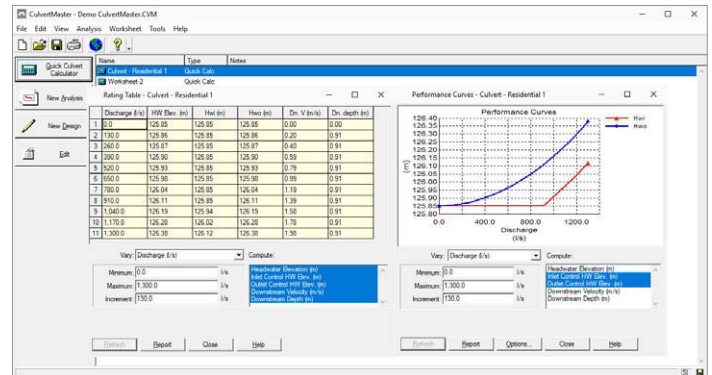 CulvertMaster - Demo CulvertMaster.CVM
File Edit View Analysis Worksheet Tools Help
Quick Culvert Calculator
New Analysis
New Design
Edit
Name Type Notes
Culvert - Residential 1 Quick Calc
Worksheet-2 Quick Calc
Rating Table - Culvert - Residential 1
Discharge (l/s) HW Elev. (m) Hwi (m) Hwo (m) Dn. V (m/s) Dn. depth (m)
1 0.0 125.85 125.85 125.85 0.00 0.00
2 130.0 125.86 125.85 125.86 0.20 0.91
3 260.0 125.87 125.85 125.87 0.40 0.91
4 390.0 125.90 125.85 125.90 0.59 0.91
5 520.0 125.93 125.85 125.93 0.79 0.91
6 650.0 125.98 125.85 125.98 0.99 0.91
7 780.0 126.04 125.85 126.04 1.19 0.91
8 910.0 126.11 125.85 126.11 1.39 0.91
9 1,040.0 126.19 125.94 126.19 1.58 0.91
10 1,170.0 126.28 126.02 126.28 1.78 0.91
11 1,300.0 126.38 126.12 126.38 1.98 0.91
Vary: Discharge (l/s) Compute:
Minimum: 0.0 l/s
Maximum: 1,300.0 l/s
Increment: 130.0 l/s
Headwater Elevation (m)
Inlet Control HW Elev. (m)
Outlet Control HW Elev. (m)
Downstream Velocity (m/s)
Downstream Depth (m)
Refresh Report Close Help
Performance Curves - Culvert - Residential 1
Performance Curves
Hwi
Hwo
126.40
126.35
126.30
126.25
126.20
126.15
126.10
126.05
126.00
125.95
125.90
125.85
125.80
(m)
0.0 400.0 800.0 1200.0
Discharge
(l/s)
Vary: Discharge (l/s) Compute:
Minimum: 0.0 l/s
Maximum: 1,300.0 l/s
Increment: 130.0 l/s
Headwater Elevation (m)
Inlet Control HW Elev. (m)
Outlet Control HW Elev. (m)
Downstream Velocity (m/s)
Downstream Depth (m)
Refresh Report Options... Close Help
SI